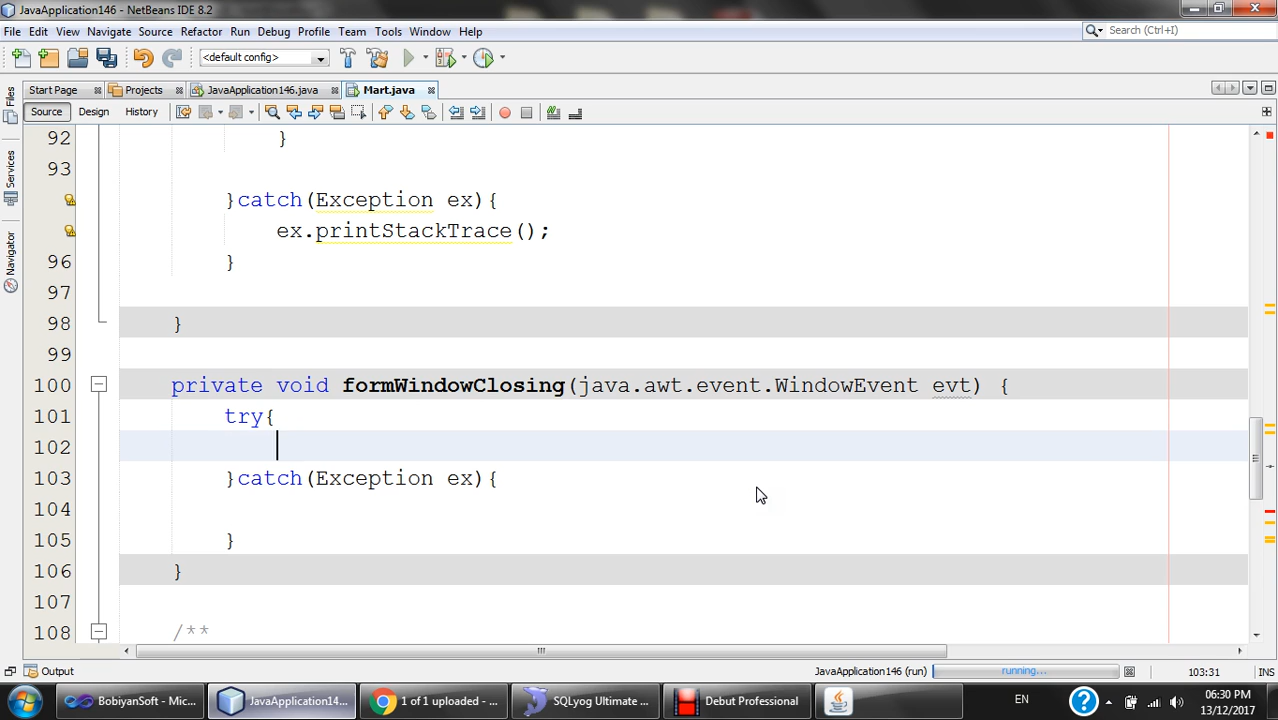 JavaApplication146 - NetBeans IDE 8.2
File Edit View Navigate Source Refactor Run Debug Profile Team Tools Window Help
Search (Ctrl+I)
<default config>
Start Page Projects JavaApplication146.java Mart.java
Source Design History
Files
Services
Navigator
92 }
93
}catch(Exception ex){
ex.printStackTrace();
96 }
97
98 }
99
100 private void formWindowClosing(java.awt.event.WindowEvent evt) {
101 try{
102
103 }catch(Exception ex){
104
105 }
106 }
107
108 /**
Output JavaApplication146 (run) running... 103:31 INS
BobiyanSoft - Mic... JavaApplication14... 1 of 1 uploaded - ... SQLyog Ultimate ... Debut Professional EN 06:30 PM
13/12/2017